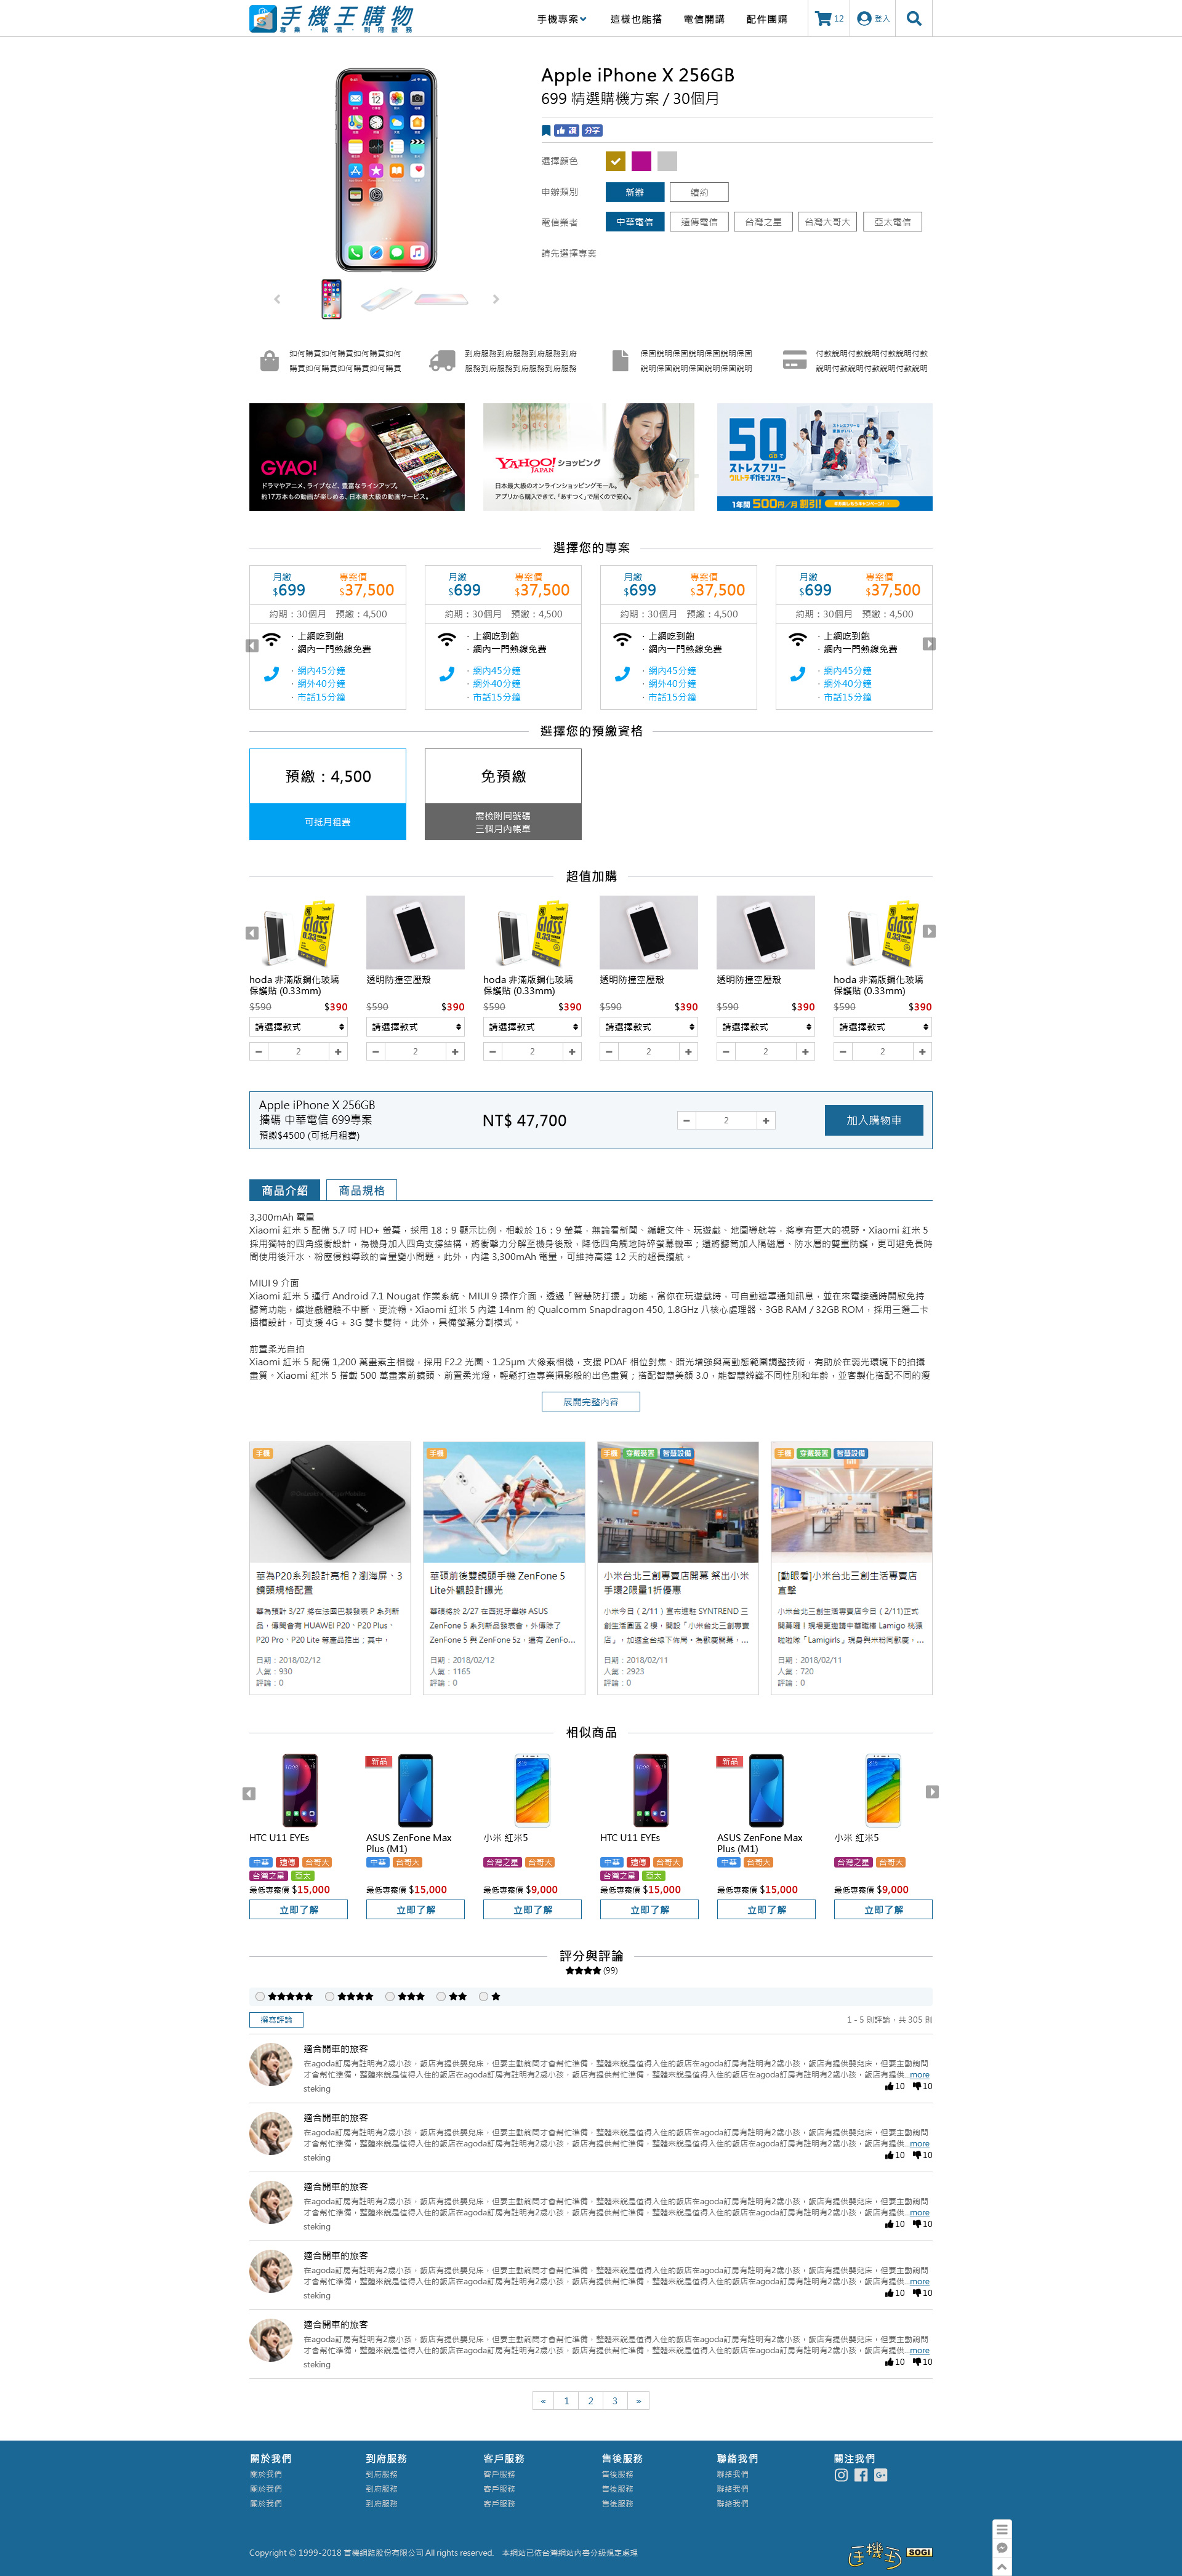 手機王購物
專業・誠信・到府服務
手機專案 這樣也能搭 電信開講 配件團購 12 登入
Apple iPhone X 256GB
699 精選購機方案 / 30個月
讚 分享
選擇顏色
申辦類別 新辦 續約
電信業者 中華電信 遠傳電信 台灣之星 台灣大哥大 亞太電信
請先選擇專案
如何購買如何購買如何購買如何 到府服務到府服務到府服務到府 保固說明保固說明保固說明保固 付款說明付款說明付款說明付款
購買如何購買如何購買如何購買 服務到府服務到府服務到府服務 說明保固說明保固說明保固說明 說明付款說明付款說明付款說明
GYAO!
ドラマやアニメ、ライブなど、豊富なラインアップ。
約17万本もの動画が楽しめる、日本最大級の動画サービス。
YAHOO!ショッピング
JAPAN
日本最大級のオンラインショッピングモール。
アプリから購入できて、「あすつく」で届くので安心。
50GBで
ストレスフリー
ウルトラギガモンスター
1年間 500円/月 割引!
選擇您的專案
月繳 專案價 月繳 專案價 月繳 專案價 月繳 專案價
$699 $37,500 $699 $37,500 $699 $37,500 $699 $37,500
約期：30個月 預繳：4,500 約期：30個月 預繳：4,500 約期：30個月 預繳：4,500 約期：30個月 預繳：4,500
・上網吃到飽 ・上網吃到飽 ・上網吃到飽 ・上網吃到飽
・網內一門熱線免費 ・網內一門熱線免費 ・網內一門熱線免費 ・網內一門熱線免費
・網內45分鐘 ・網內45分鐘 ・網內45分鐘 ・網內45分鐘
・網外40分鐘 ・網外40分鐘 ・網外40分鐘 ・網外40分鐘
・市話15分鐘 ・市話15分鐘 ・市話15分鐘 ・市話15分鐘
選擇您的預繳資格
預繳：4,500 免預繳
可抵月租費 需檢附同號碼
三個月內帳單
超值加購
hoda 非滿版鋼化玻璃 透明防撞空壓殼 hoda 非滿版鋼化玻璃 透明防撞空壓殼 透明防撞空壓殼 hoda 非滿版鋼化玻璃
保護貼 (0.33mm) 保護貼 (0.33mm) 保護貼 (0.33mm)
$590 $390 $590 $390 $590 $390 $590 $390 $590 $390 $590 $390
請選擇款式 請選擇款式 請選擇款式 請選擇款式 請選擇款式 請選擇款式
2 2 2 2 2 2
Apple iPhone X 256GB
攜碼 中華電信 699專案
預繳$4500 (可抵月租費)
NT$ 47,700 2 加入購物車
商品介紹 商品規格
3,300mAh 電量
Xiaomi 紅米 5 配備 5.7 吋 HD+ 螢幕，採用 18：9 顯示比例，相較於 16：9 螢幕，無論看新聞、編輯文件、玩遊戲、地圖導航等，將享有更大的視野。Xiaomi 紅米 5
採用獨特的四角緩衝設計，為機身加入四角支撐結構，將衝擊力分解至機身後殼，降低四角觸地時碎螢幕機率；還將聽筒加入隔磁層、防水層的雙重防護，更可避免長時
間使用後汗水、粉塵侵蝕導致的音量變小問題。此外，內建 3,300mAh 電量，可維持高達 12 天的超長續航。
MIUI 9 介面
Xiaomi 紅米 5 運行 Android 7.1 Nougat 作業系統、MIUI 9 操作介面，透過「智慧防打擾」功能，當你在玩遊戲時，可自動遮罩通知訊息，並在來電接通時開啟免持
聽筒功能，讓遊戲體驗不中斷、更流暢。Xiaomi 紅米 5 內建 14nm 的 Qualcomm Snapdragon 450, 1.8GHz 八核心處理器、3GB RAM / 32GB ROM，採用三選二卡
插槽設計，可支援 4G + 3G 雙卡雙待。此外，具備螢幕分割模式。
前置柔光自拍
Xiaomi 紅米 5 配備 1,200 萬畫素主相機，採用 F2.2 光圈、1.25μm 大像素相機，支援 PDAF 相位對焦、暗光增強與高動態範圍調整技術，有助於在弱光環境下的拍攝
畫質。Xiaomi 紅米 5 搭載 500 萬畫素前鏡頭、前置柔光燈，輕鬆打造專業攝影般的出色畫質；搭配智慧美顏 3.0，能智慧辨識不同性別和年齡，並客製化搭配不同的瘦
展開完整內容
手機 手機 手機 穿戴裝置 智慧設備 手機 穿戴裝置 智慧設備
華為P20系列設計亮相？瀏海屏、3
鏡頭規格配置
華為預計 3/27 將在法國巴黎發表 P 系列新
品，傳聞會有 HUAWEI P20、P20 Plus、
P20 Pro、P20 Lite 等產品推出；其中，
日期：2018/02/12
人氣：930
評論：0
華碩前後雙鏡頭手機 ZenFone 5
Lite外觀設計曝光
華碩將於 2/27 在西班牙舉辦 ASUS
ZenFone 5 系列新品發表會，外傳除了
ZenFone 5 與 ZenFone 5z，還有 ZenFo...
日期：2018/02/12
人氣：1165
評論：0
小米台北三創專賣店開幕 祭出小米
手環2限量1折優惠
小米今日（2/11）宣布進駐 SYNTREND 三
創生活園區 2 樓，開設「小米台北三創專賣
店」，加速全台線下佈局。為歡慶開幕，...
日期：2018/02/11
人氣：2923
評論：0
[動眼看]小米台北三創生活專賣店
直擊
小米台北三創生活專賣店今日（2/11)正式
開幕囉！現場更邀請中華職棒 Lamigo 桃猿
啦啦隊「Lamigirls」現身與米粉同歡慶，...
日期：2018/02/11
人氣：720
評論：0
相似商品
新品 新品
HTC U11 EYEs ASUS ZenFone Max 小米 紅米5 HTC U11 EYEs ASUS ZenFone Max 小米 紅米5
Plus (M1) Plus (M1)
中華 遠傳 台哥大 中華 台哥大 台灣之星 台哥大 中華 遠傳 台哥大 中華 台哥大 台灣之星 台哥大
台灣之星 亞太 台灣之星 亞太
最低專案價 $15,000 最低專案價 $15,000 最低專案價 $9,000 最低專案價 $15,000 最低專案價 $15,000 最低專案價 $9,000
立即了解 立即了解 立即了解 立即了解 立即了解 立即了解
評分與評論
★★★★ (99)
★★★★★ ★★★★ ★★★ ★★ ★
撰寫評論 1 - 5 則評論，共 305 則
適合開車的旅客
在agoda訂房有註明有2歲小孩，飯店有提供嬰兒床，但要主動詢問才會幫忙準備，整體來說是值得入住的飯店在agoda訂房有註明有2歲小孩，飯店有提供嬰兒床，但要主動詢問
才會幫忙準備，整體來說是值得入住的飯店在agoda訂房有註明有2歲小孩，飯店有提供幫忙準備，整體來說是值得入住的飯店在agoda訂房有註明有2歲小孩，飯店有提供...more
steking 10 10
適合開車的旅客
在agoda訂房有註明有2歲小孩，飯店有提供嬰兒床，但要主動詢問才會幫忙準備，整體來說是值得入住的飯店在agoda訂房有註明有2歲小孩，飯店有提供嬰兒床，但要主動詢問
才會幫忙準備，整體來說是值得入住的飯店在agoda訂房有註明有2歲小孩，飯店有提供幫忙準備，整體來說是值得入住的飯店在agoda訂房有註明有2歲小孩，飯店有提供...more
steking 10 10
適合開車的旅客
在agoda訂房有註明有2歲小孩，飯店有提供嬰兒床，但要主動詢問才會幫忙準備，整體來說是值得入住的飯店在agoda訂房有註明有2歲小孩，飯店有提供嬰兒床，但要主動詢問
才會幫忙準備，整體來說是值得入住的飯店在agoda訂房有註明有2歲小孩，飯店有提供幫忙準備，整體來說是值得入住的飯店在agoda訂房有註明有2歲小孩，飯店有提供...more
steking 10 10
適合開車的旅客
在agoda訂房有註明有2歲小孩，飯店有提供嬰兒床，但要主動詢問才會幫忙準備，整體來說是值得入住的飯店在agoda訂房有註明有2歲小孩，飯店有提供嬰兒床，但要主動詢問
才會幫忙準備，整體來說是值得入住的飯店在agoda訂房有註明有2歲小孩，飯店有提供幫忙準備，整體來說是值得入住的飯店在agoda訂房有註明有2歲小孩，飯店有提供...more
steking 10 10
適合開車的旅客
在agoda訂房有註明有2歲小孩，飯店有提供嬰兒床，但要主動詢問才會幫忙準備，整體來說是值得入住的飯店在agoda訂房有註明有2歲小孩，飯店有提供嬰兒床，但要主動詢問
才會幫忙準備，整體來說是值得入住的飯店在agoda訂房有註明有2歲小孩，飯店有提供幫忙準備，整體來說是值得入住的飯店在agoda訂房有註明有2歲小孩，飯店有提供...more
steking 10 10
« 1 2 3 »
關於我們 到府服務 客戶服務 售後服務 聯絡我們 關注我們
關於我們 到府服務 客戶服務 售後服務 聯絡我們
關於我們 到府服務 客戶服務 售後服務 聯絡我們
關於我們 到府服務 客戶服務 售後服務 聯絡我們
Copyright © 1999-2018 首機網路股份有限公司 All rights reserved. 本網站已依台灣網站內容分級規定處理 手機王 SOGI